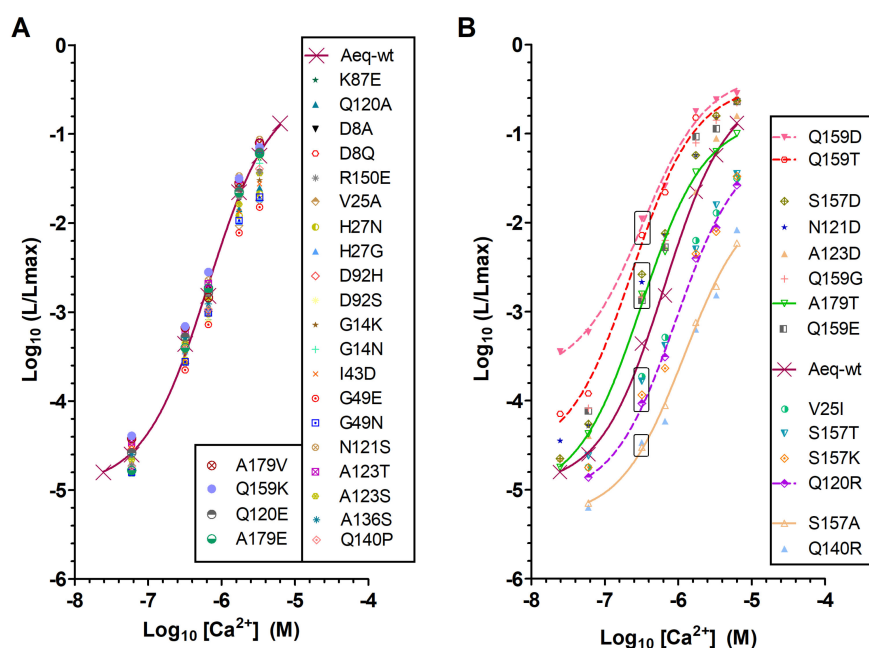 A
0
-1
-2
-3
-4
-5
-6
-8
-7
-6
-5
-4
Log10 (L/Lmax)
Log10 [Ca2+] (M)
Aeq-wt
K87E
Q120A
D8A
D8Q
R150E
V25A
H27N
H27G
D92H
D92S
G14K
G14N
I43D
G49E
G49N
N121S
A123T
A123S
A136S
Q140P
A179V
Q159K
Q120E
A179E
B
0
-1
-2
-3
-4
-5
-6
-8
-7
-6
-5
-4
Log10 (L/Lmax)
Log10 [Ca2+] (M)
Q159D
Q159T
S157D
N121D
A123D
Q159G
A179T
Q159E
Aeq-wt
V25I
S157T
S157K
Q120R
S157A
Q140R